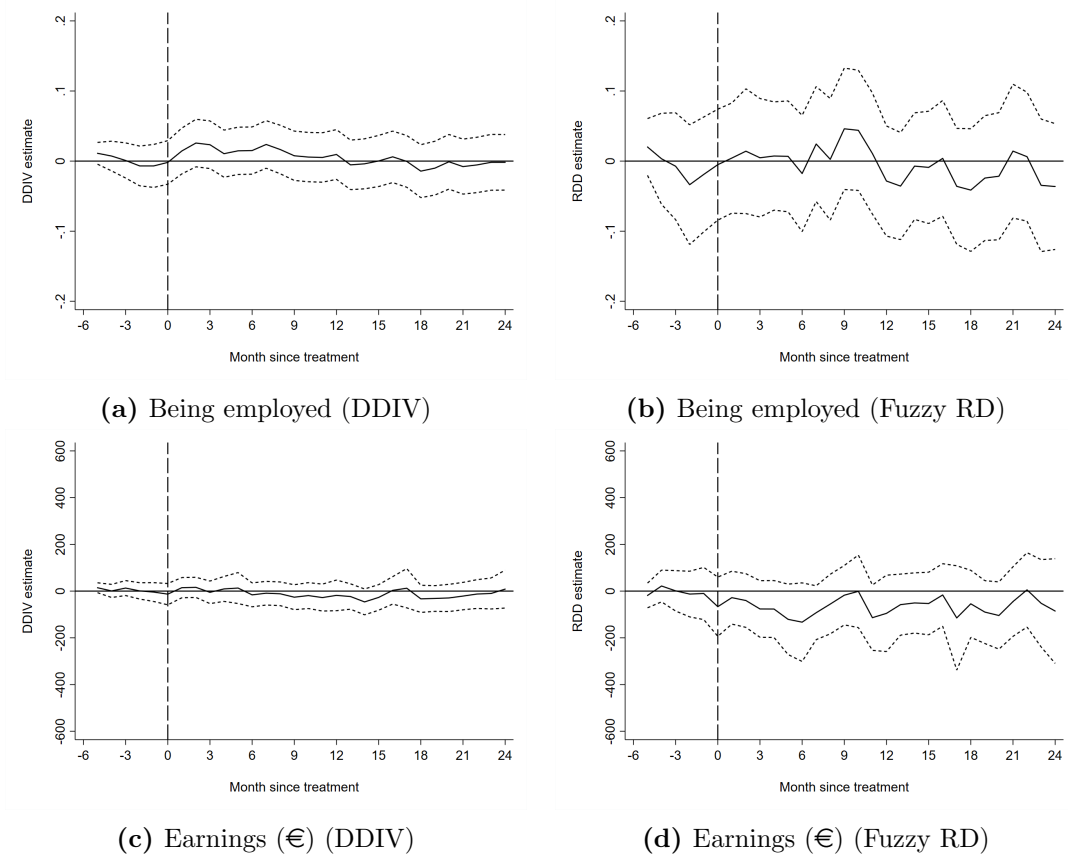 .2
.1
0
-.1
-.2
DDIV estimate
-6 -3 0 3 6 9 12 15 18 21 24
Month since treatment
(a) Being employed (DDIV)
.2
.1
0
-.1
-.2
RDD estimate
-6 -3 0 3 6 9 12 15 18 21 24
Month since treatment
(b) Being employed (Fuzzy RD)
600
400
200
0
-200
-400
-600
DDIV estimate
-6 -3 0 3 6 9 12 15 18 21 24
Month since treatment
(c) Earnings (€) (DDIV)
600
400
200
0
-200
-400
-600
RDD estimate
-6 -3 0 3 6 9 12 15 18 21 24
Month since treatment
(d) Earnings (€) (Fuzzy RD)